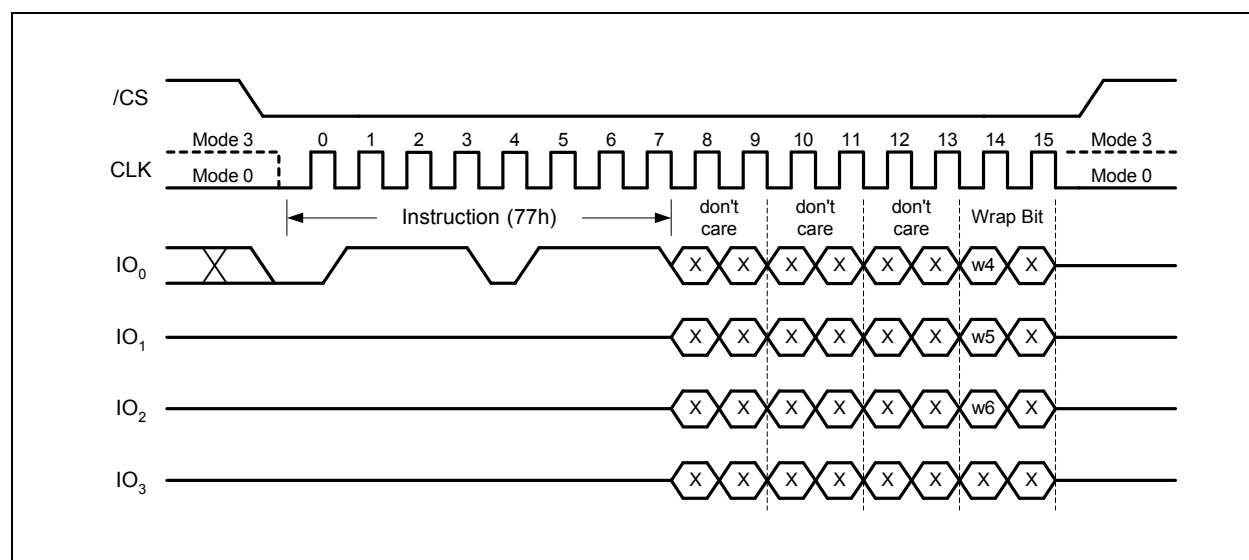 /CS
Mode 3 0 1 2 3 4 5 6 7 8 9 10 11 12 13 14 15 Mode 3
CLK
Mode 0 Mode 0
Instruction (77h) don't care don't care don't care Wrap Bit
IO0 X X X X X X w4 X
IO1 X X X X X X w5 X
IO2 X X X X X X w6 X
IO3 X X X X X X X X